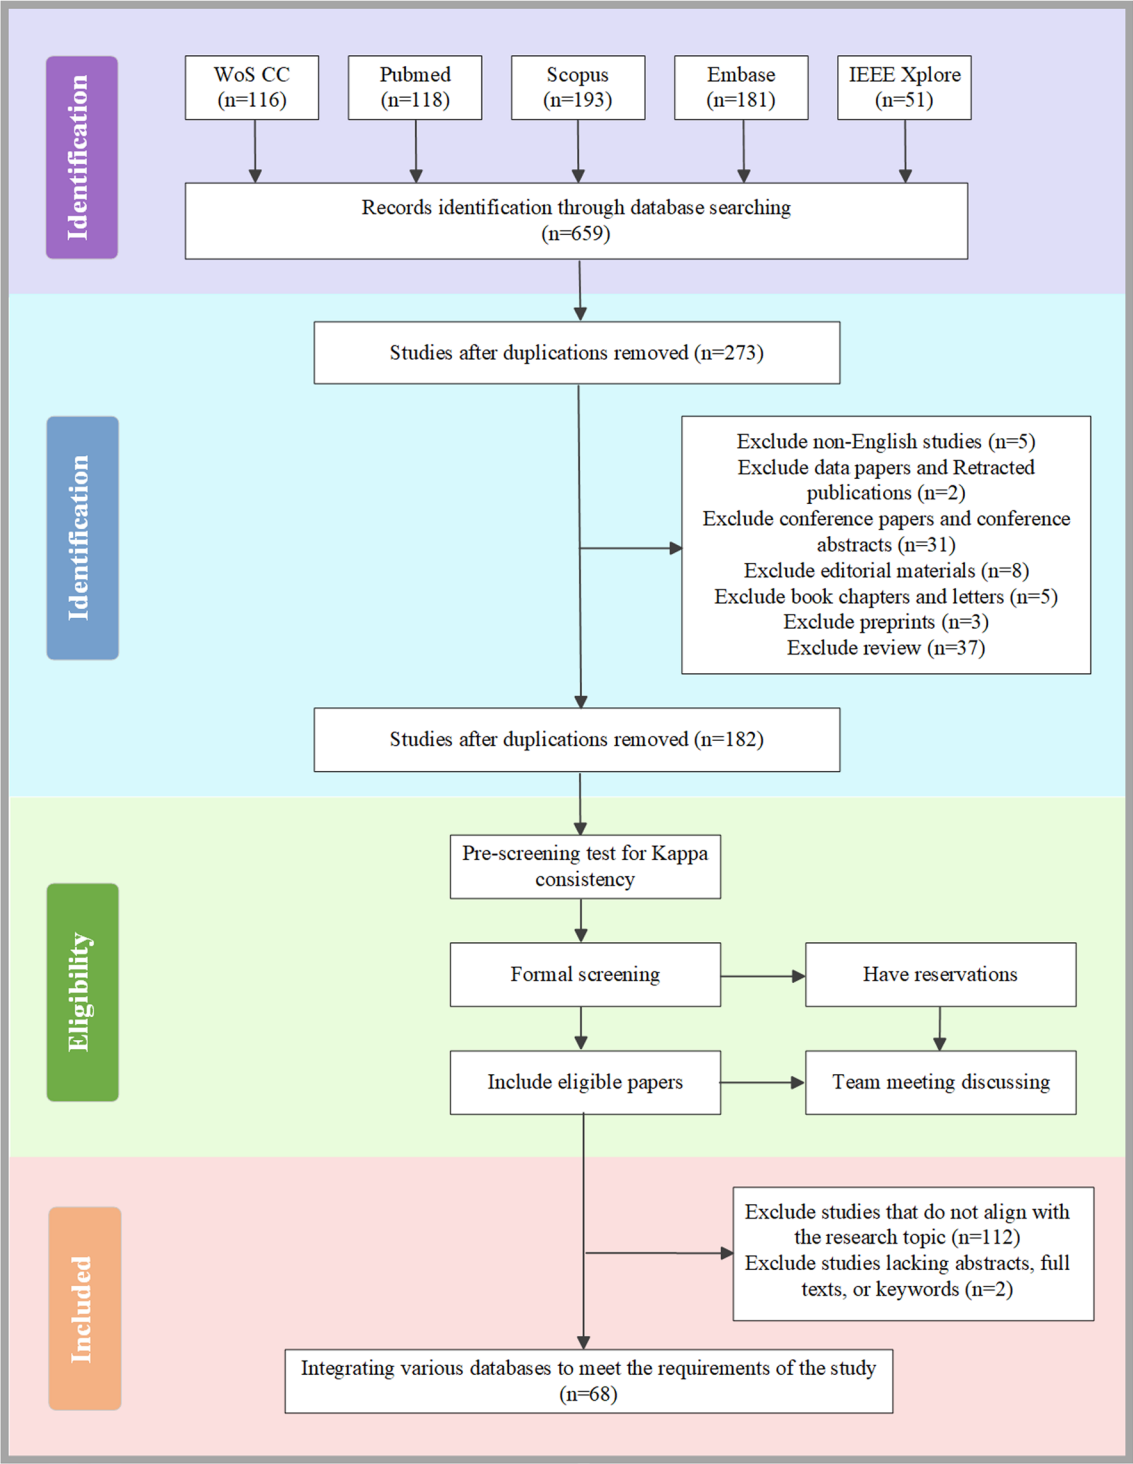 Identification
WoS CC
(n=116)
Pubmed
(n=118)
Scopus
(n=193)
Embase
(n=181)
IEEE Xplore
(n=51)
Records identification through database searching
(n=659)
Identification
Studies after duplications removed (n=273)
Exclude non-English studies (n=5)
Exclude data papers and Retracted
publications (n=2)
Exclude conference papers and conference
abstracts (n=31)
Exclude editorial materials (n=8)
Exclude book chapters and letters (n=5)
Exclude preprints (n=3)
Exclude review (n=37)
Studies after duplications removed (n=182)
Eligibility
Pre-screening test for Kappa
consistency
Formal screening
Have reservations
Include eligible papers
Team meeting discussing
Included
Exclude studies that do not align with
the research topic (n=112)
Exclude studies lacking abstracts, full
texts, or keywords (n=2)
Integrating various databases to meet the requirements of the study
(n=68)